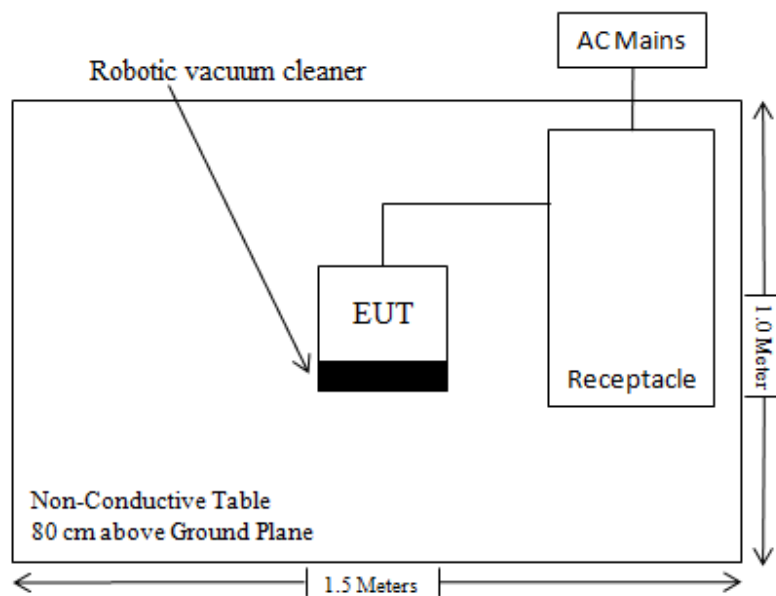 AC Mains
Robotic vacuum cleaner
EUT
Receptacle
1.0 Meter
Non-Conductive Table
80 cm above Ground Plane
1.5 Meters